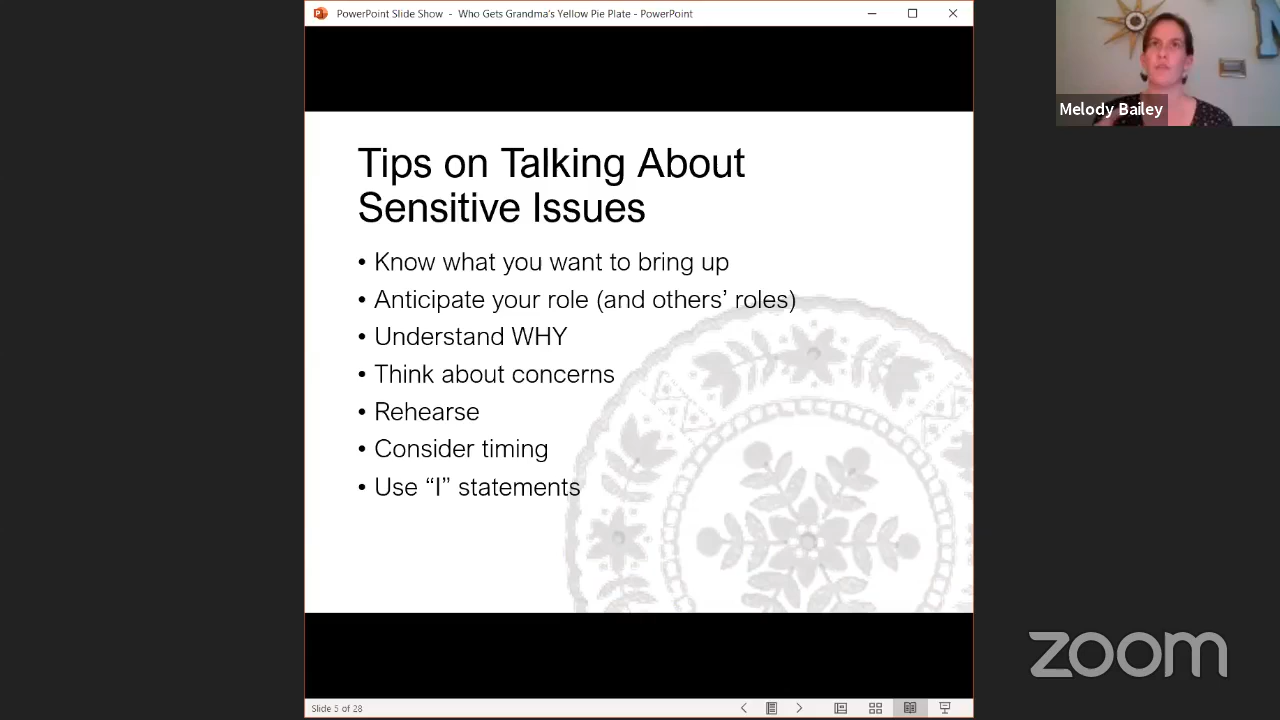 PowerPoint Slide Show - Who Gets Grandma's Yellow Pie Plate - PowerPoint
Melody Bailey
Tips on Talking About
Sensitive Issues
• Know what you want to bring up
• Anticipate your role (and others’ roles)
• Understand WHY
• Think about concerns
• Rehearse
• Consider timing
• Use “I” statements
zoom
Slide 5 of 28